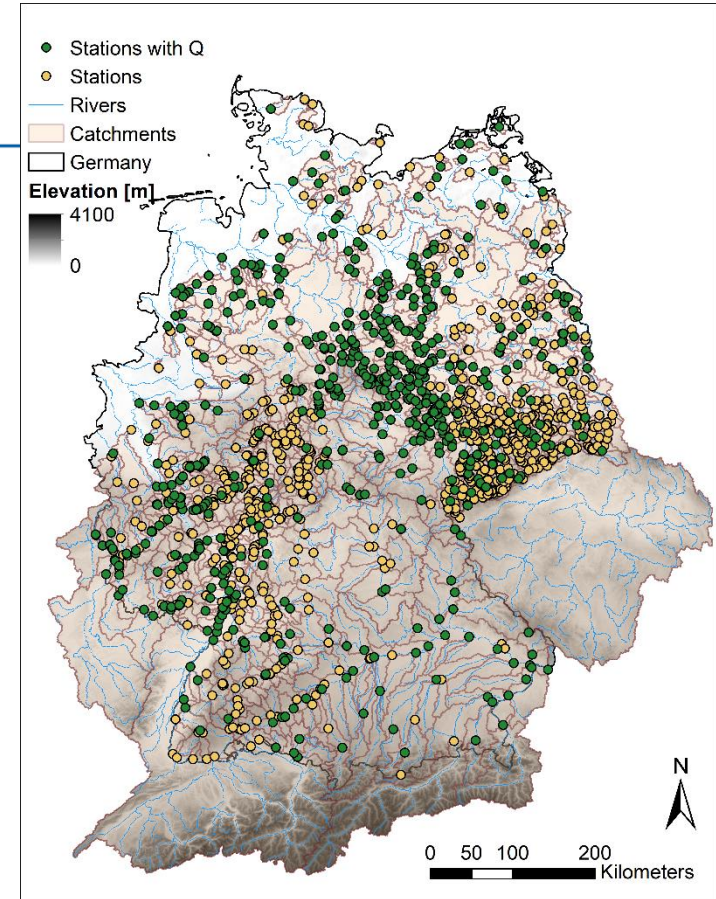 Stations with Q
Stations
Rivers
Catchments
Germany
Elevation [m]
4100
0
N
0 50 100 200
Kilometers